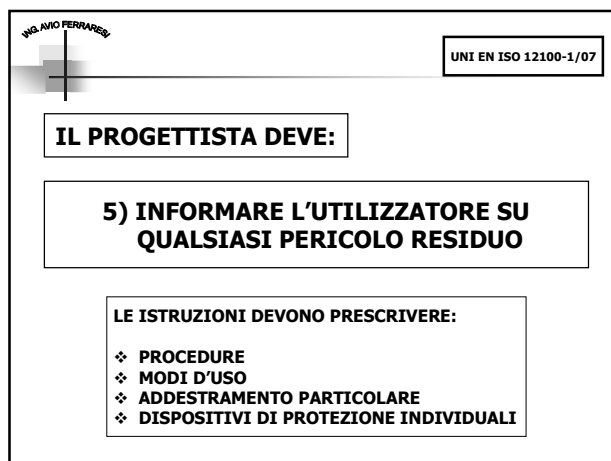 ING. AVIO FERRARESI
UNI EN ISO 12100-1/07
IL PROGETTISTA DEVE:
5) INFORMARE L'UTILIZZATORE SU
QUALSIASI PERICOLO RESIDUO
LE ISTRUZIONI DEVONO PRESCRIVERE:
❖ PROCEDURE
❖ MODI D'USO
❖ ADDESTRAMENTO PARTICOLARE
❖ DISPOSITIVI DI PROTEZIONE INDIVIDUALI